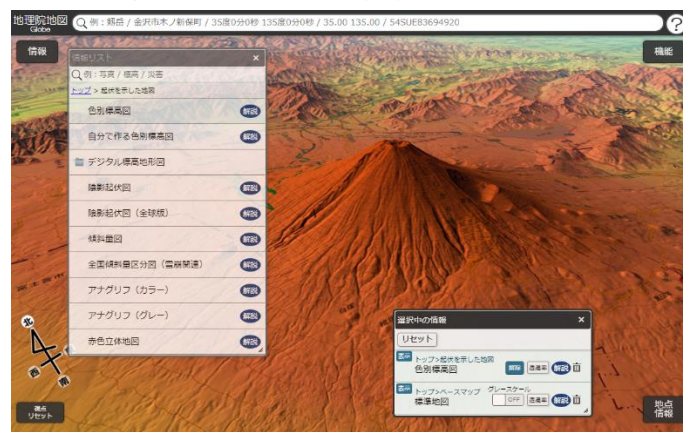 地理院地図
Globe
例：剱岳 / 金沢市木ノ新保町 / 35度0分0秒 135度0分0秒 / 35.00 135.00 / 54SUE83694920
?
情報
機能
情報リスト ×
例：写真 / 標高 / 災害
トップ > 起伏を示した地図
色別標高図 解説
自分で作る色別標高図 解説
デジタル標高地形図
陰影起伏図 解説
陰影起伏図（全球版） 解説
傾斜量図 解説
全国傾斜量区分図（雪崩関連） 解説
アナグリフ（カラー） 解説
アナグリフ（グレー） 解説
赤色立体地図 解説
北
西
南
視点
リセット
選択中の情報 ×
リセット
表示 トップ>起伏を示した地図
色別標高図 解除 透過率 解説
表示 トップ>ベースマップ グレースケール
標準地図 OFF 透過率 解説
地点
情報